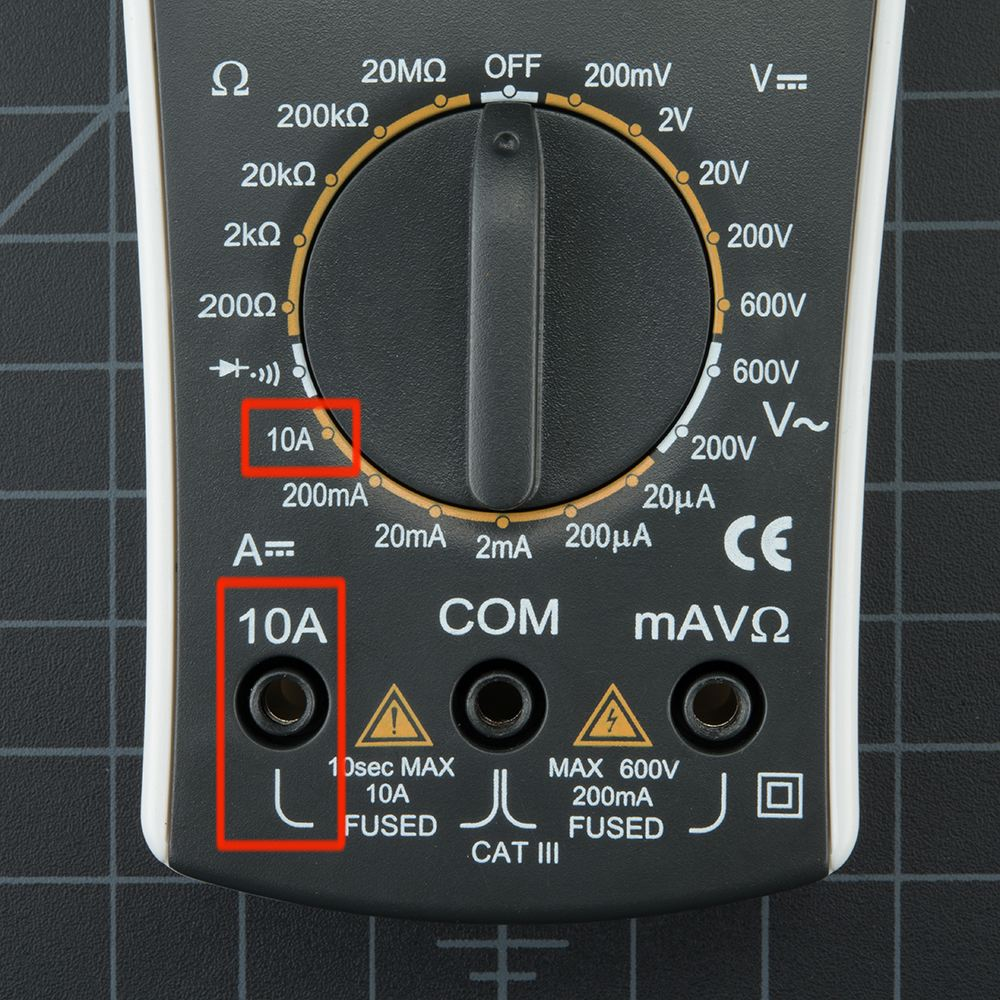 Ω
20MΩ
OFF
200mV
V⎓
200kΩ
2V
20kΩ
20V
2kΩ
200V
200Ω
600V
600V
10A
V~
200V
200mA
20µA
20mA
2mA
200µA
A⎓
CE
10A
COM
mAVΩ
10sec MAX
10A
FUSED
MAX 600V
200mA
FUSED
CAT III